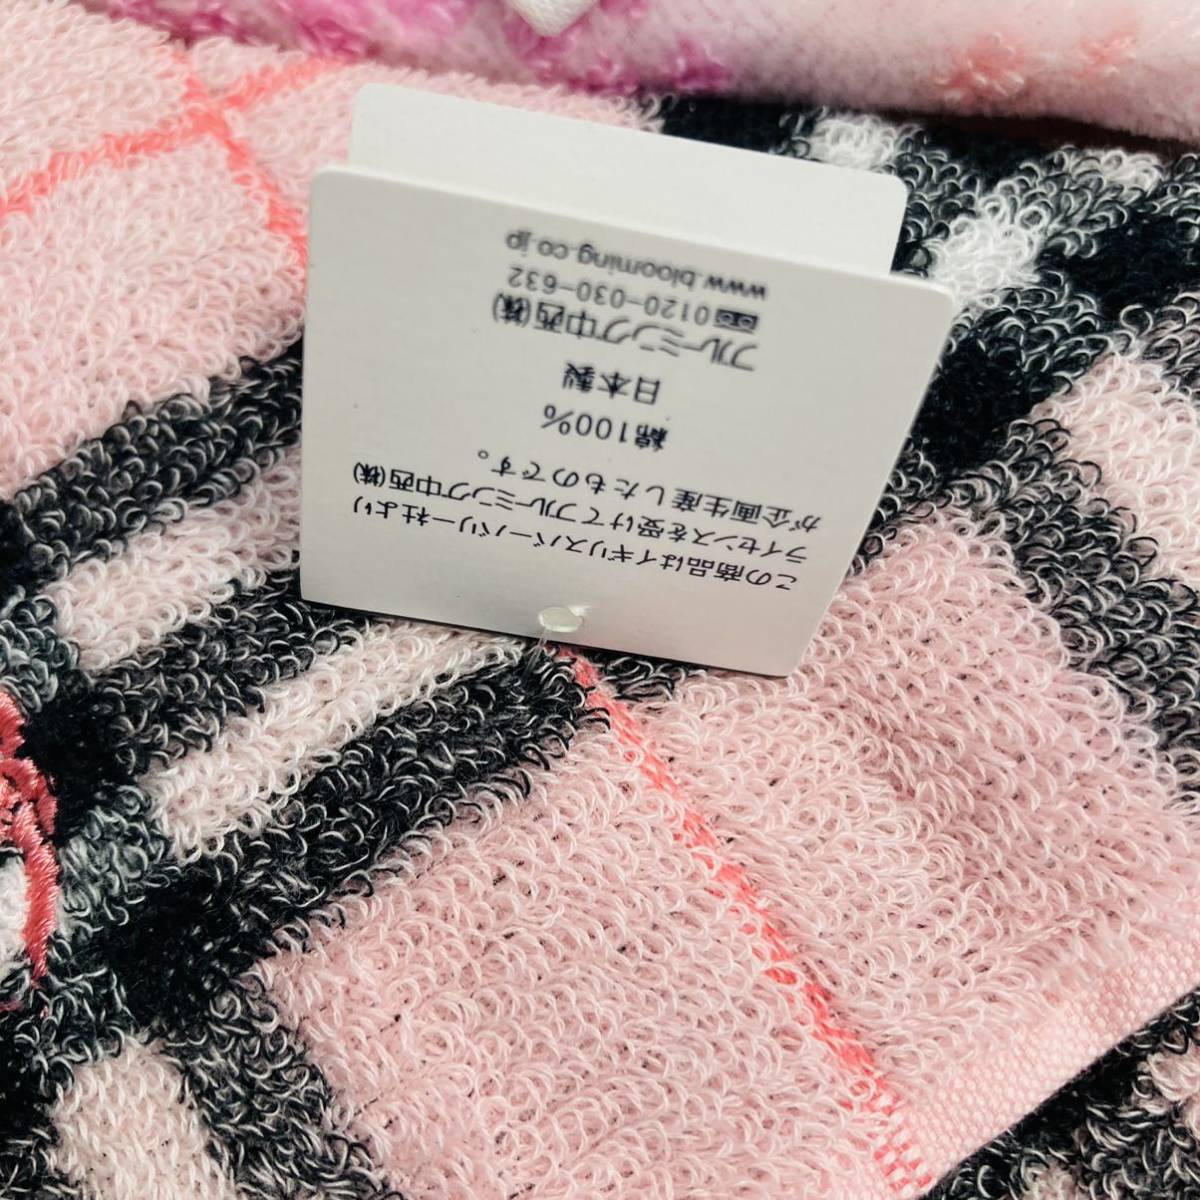 この商品はイギリスバーバリー社より
ライセンスを受けてブルーミング中西㈱
が企画生産したものです。
綿100%
日本製
ブルーミング中西㈱
0120-030-632
www.blooming.co.jp